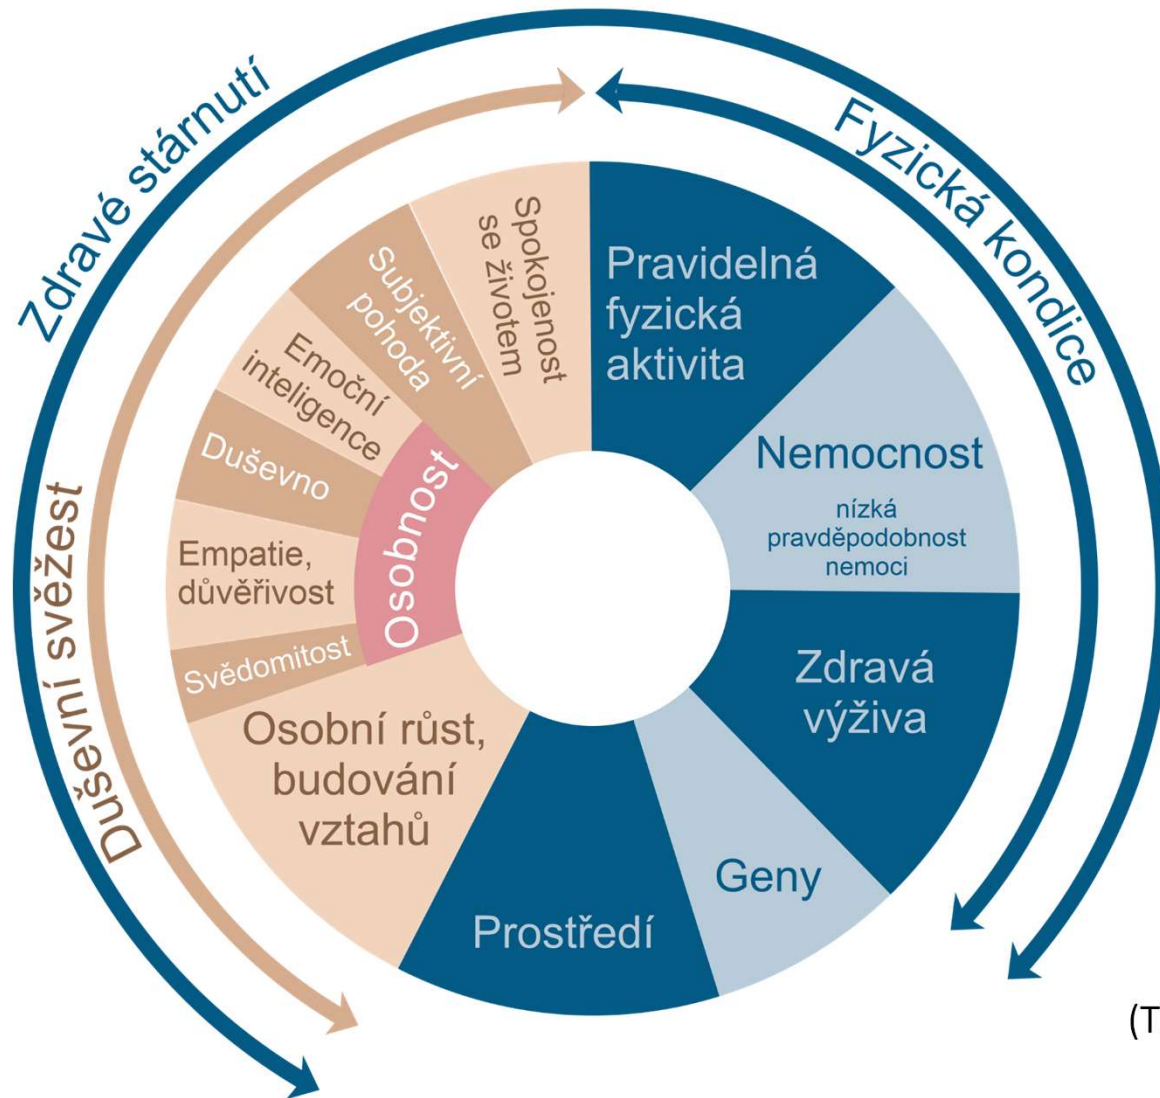 Zdravé stárnutí
Fyzická kondice
Duševní svěžest
Spokojenost
se životem
Subjektivní
pohoda
Emoční
inteligence
Duševno
Empatie,
důvěřivost
Svědomitost
Osobnost
Osobní růst,
budování
vztahů
Pravidelná
fyzická
aktivita
Nemocnost
nízká
pravděpodobnost
nemoci
Zdravá
výživa
Geny
Prostředí
(T